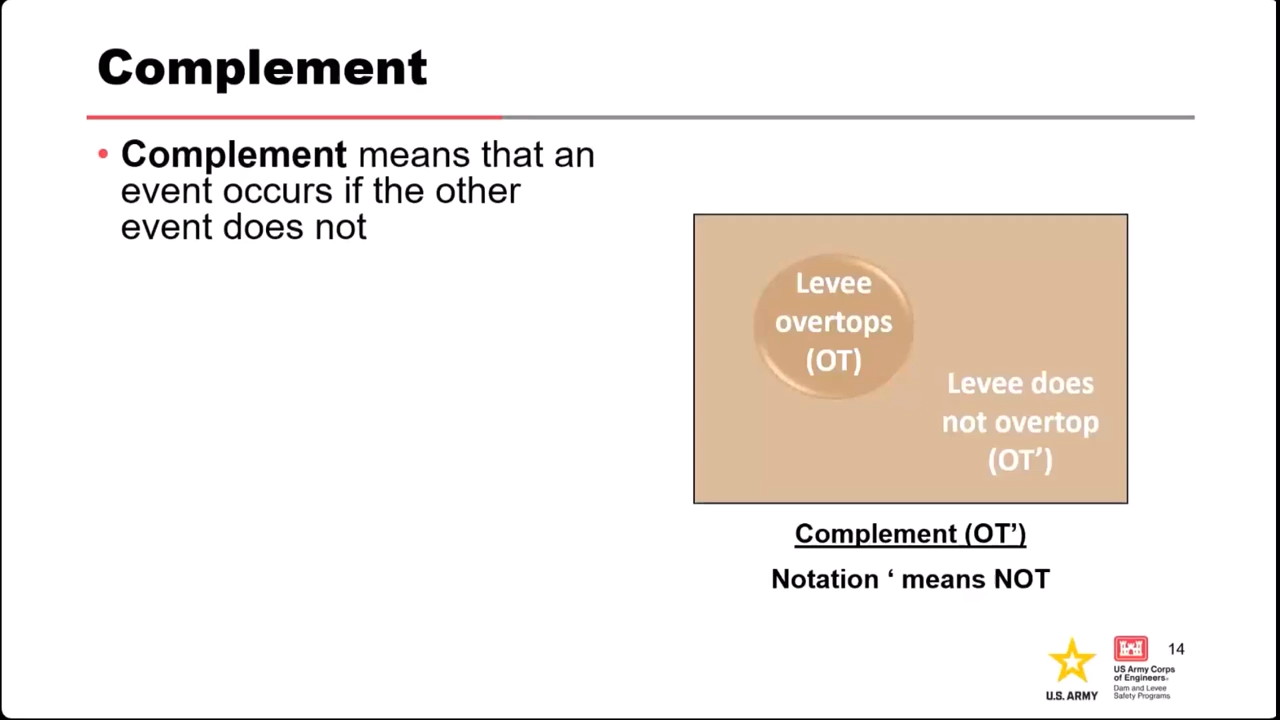 Complement
• Complement means that an
event occurs if the other
event does not
Levee
overtops
(OT)
Levee does
not overtop
(OT’)
Complement (OT’)
Notation ‘ means NOT
U.S. ARMY
US Army Corps
of Engineers®
Dam and Levee
Safety Programs
14